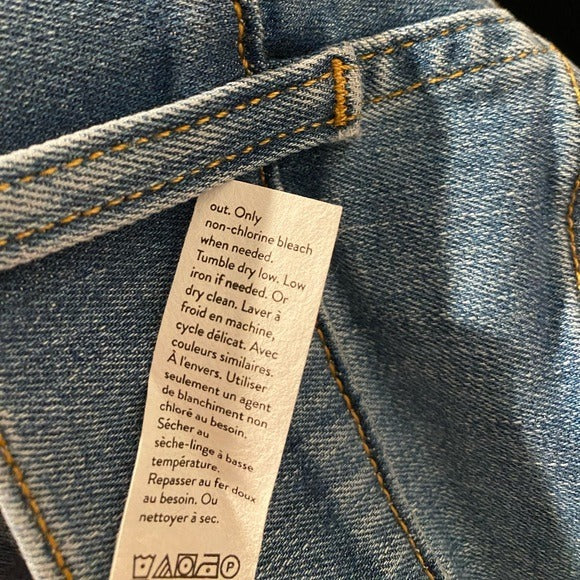 out. Only
non-chlorine bleach
when needed.
Tumble dry low. Low
iron if needed. Or
dry clean. Laver à
froid en machine,
cycle délicat. Avec
couleurs similaires.
À l'envers. Utiliser
seulement un agent
de blanchiment non
chloré au besoin.
Sécher au
sèche-linge à basse
température.
Repasser au fer doux
au besoin. Ou
nettoyer à sec.
P